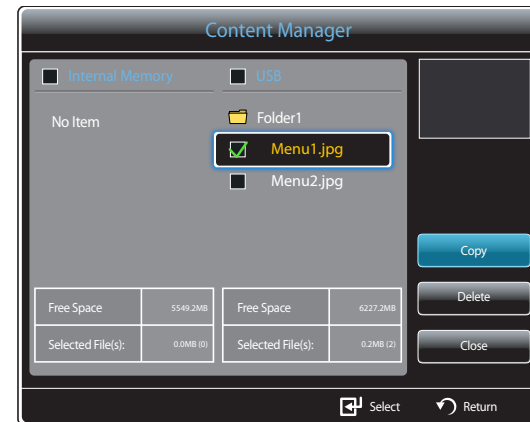 Content Manager
Internal Memory
USB
No Item
Folder1
Menu1.jpg
Menu2.jpg
Copy
Delete
Close
Free Space 5549.2MB
Selected File(s): 0.0MB (0)
Free Space 6227.2MB
Selected File(s): 0.2MB (2)
Select Return